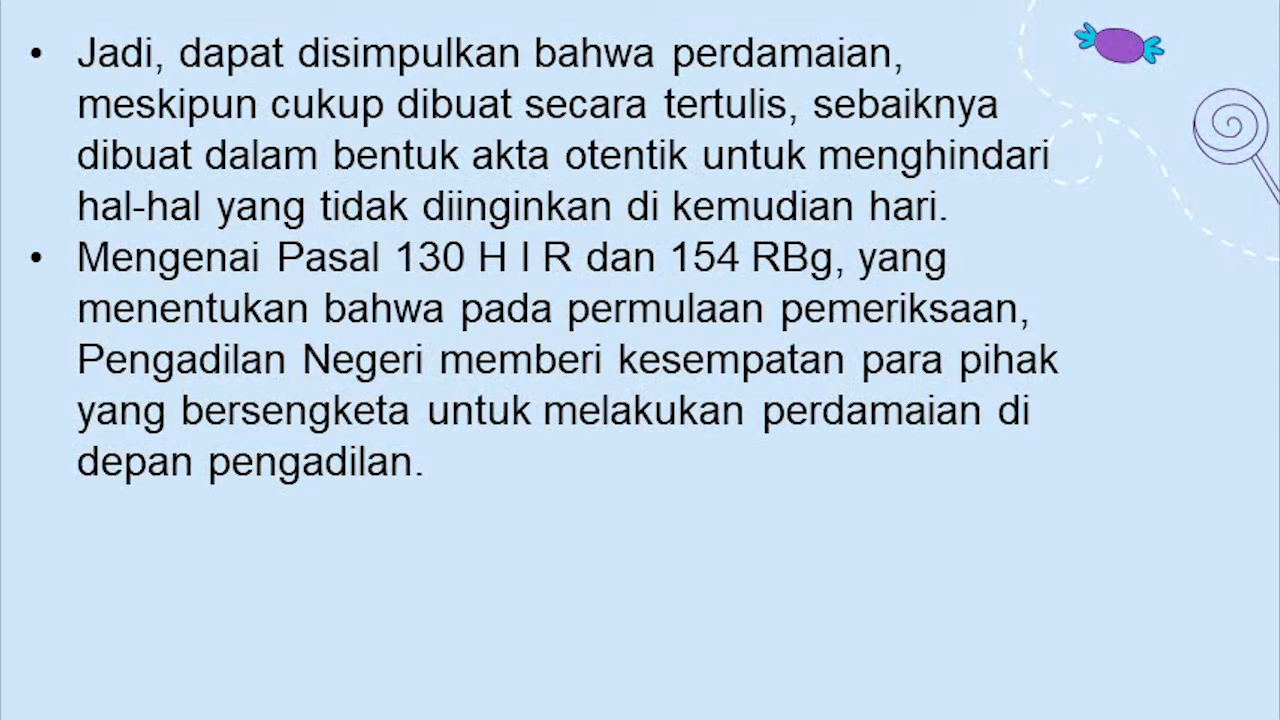 • Jadi, dapat disimpulkan bahwa perdamaian,
meskipun cukup dibuat secara tertulis, sebaiknya
dibuat dalam bentuk akta otentik untuk menghindari
hal-hal yang tidak diinginkan di kemudian hari.
• Mengenai Pasal 130 H I R dan 154 RBg, yang
menentukan bahwa pada permulaan pemeriksaan,
Pengadilan Negeri memberi kesempatan para pihak
yang bersengketa untuk melakukan perdamaian di
depan pengadilan.